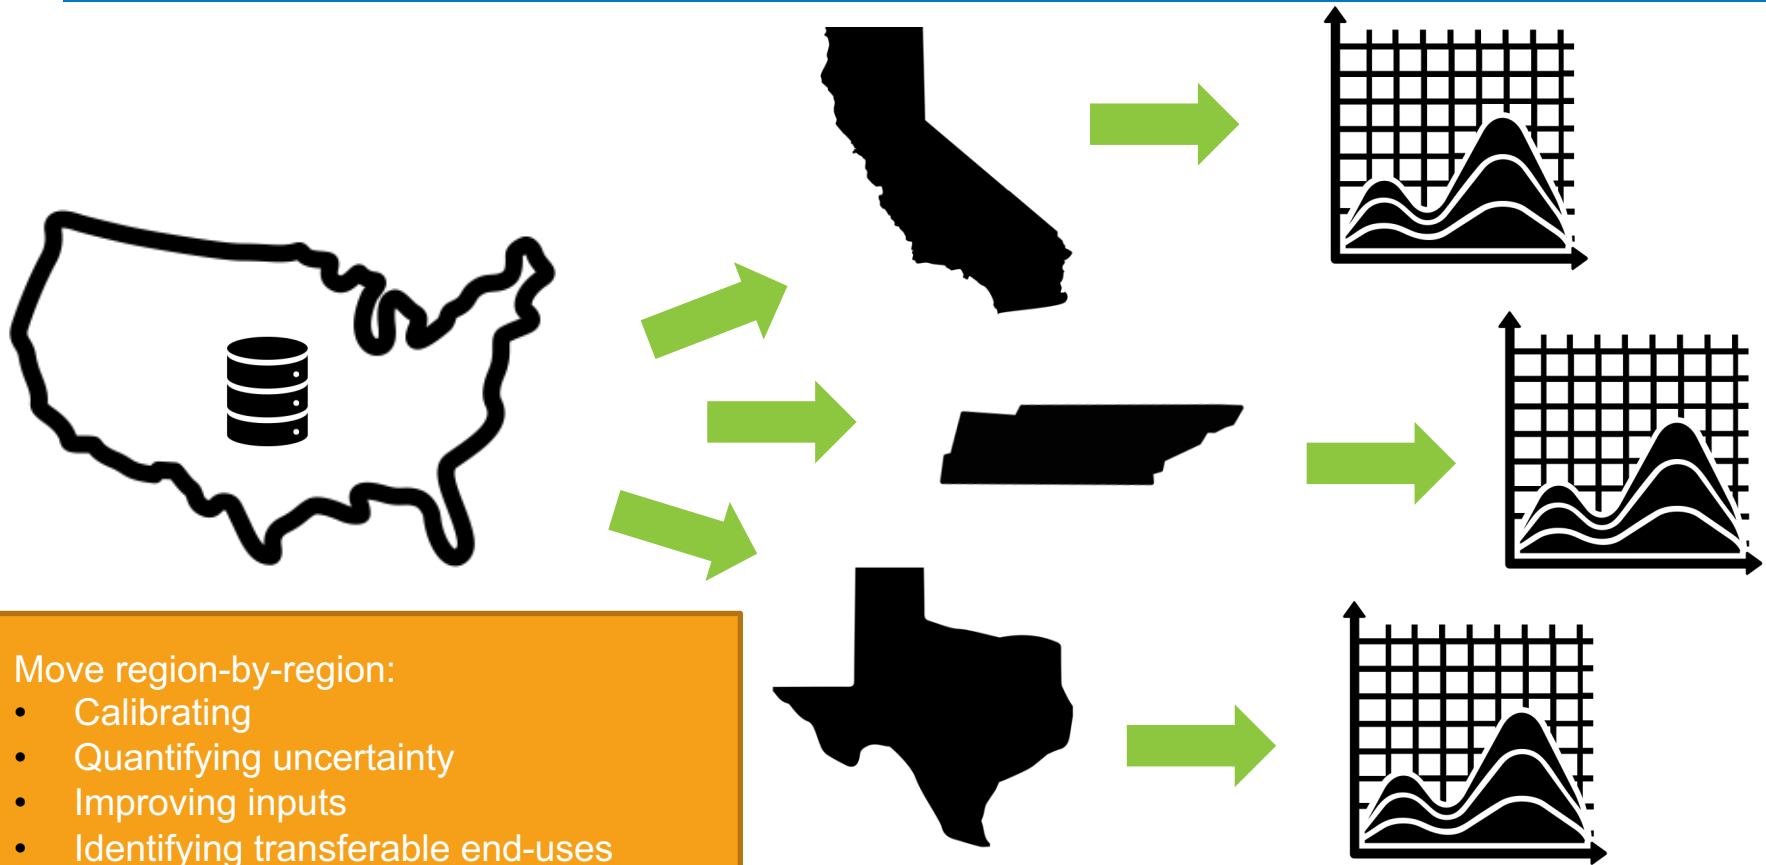 Move region-by-region:
• Calibrating
• Quantifying uncertainty
• Improving inputs
• Identifying transferable end-uses